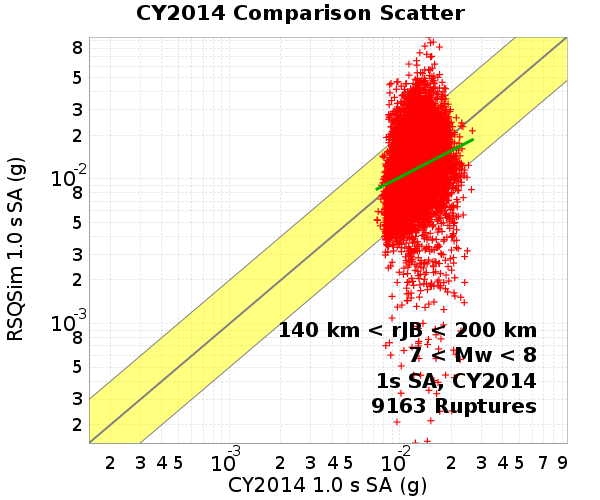 CY2014 Comparison Scatter
RSQSim 1.0 s SA (g)
8
5
3
2
10^-2
8
5
3
2
10^-3
8
5
3
2
140 km < rJB < 200 km
7 < Mw < 8
1s SA, CY2014
9163 Ruptures
2 3 4 5 10^-3 2 3 4 5 10^-2 2 3 4 5 7 9
CY2014 1.0 s SA (g)